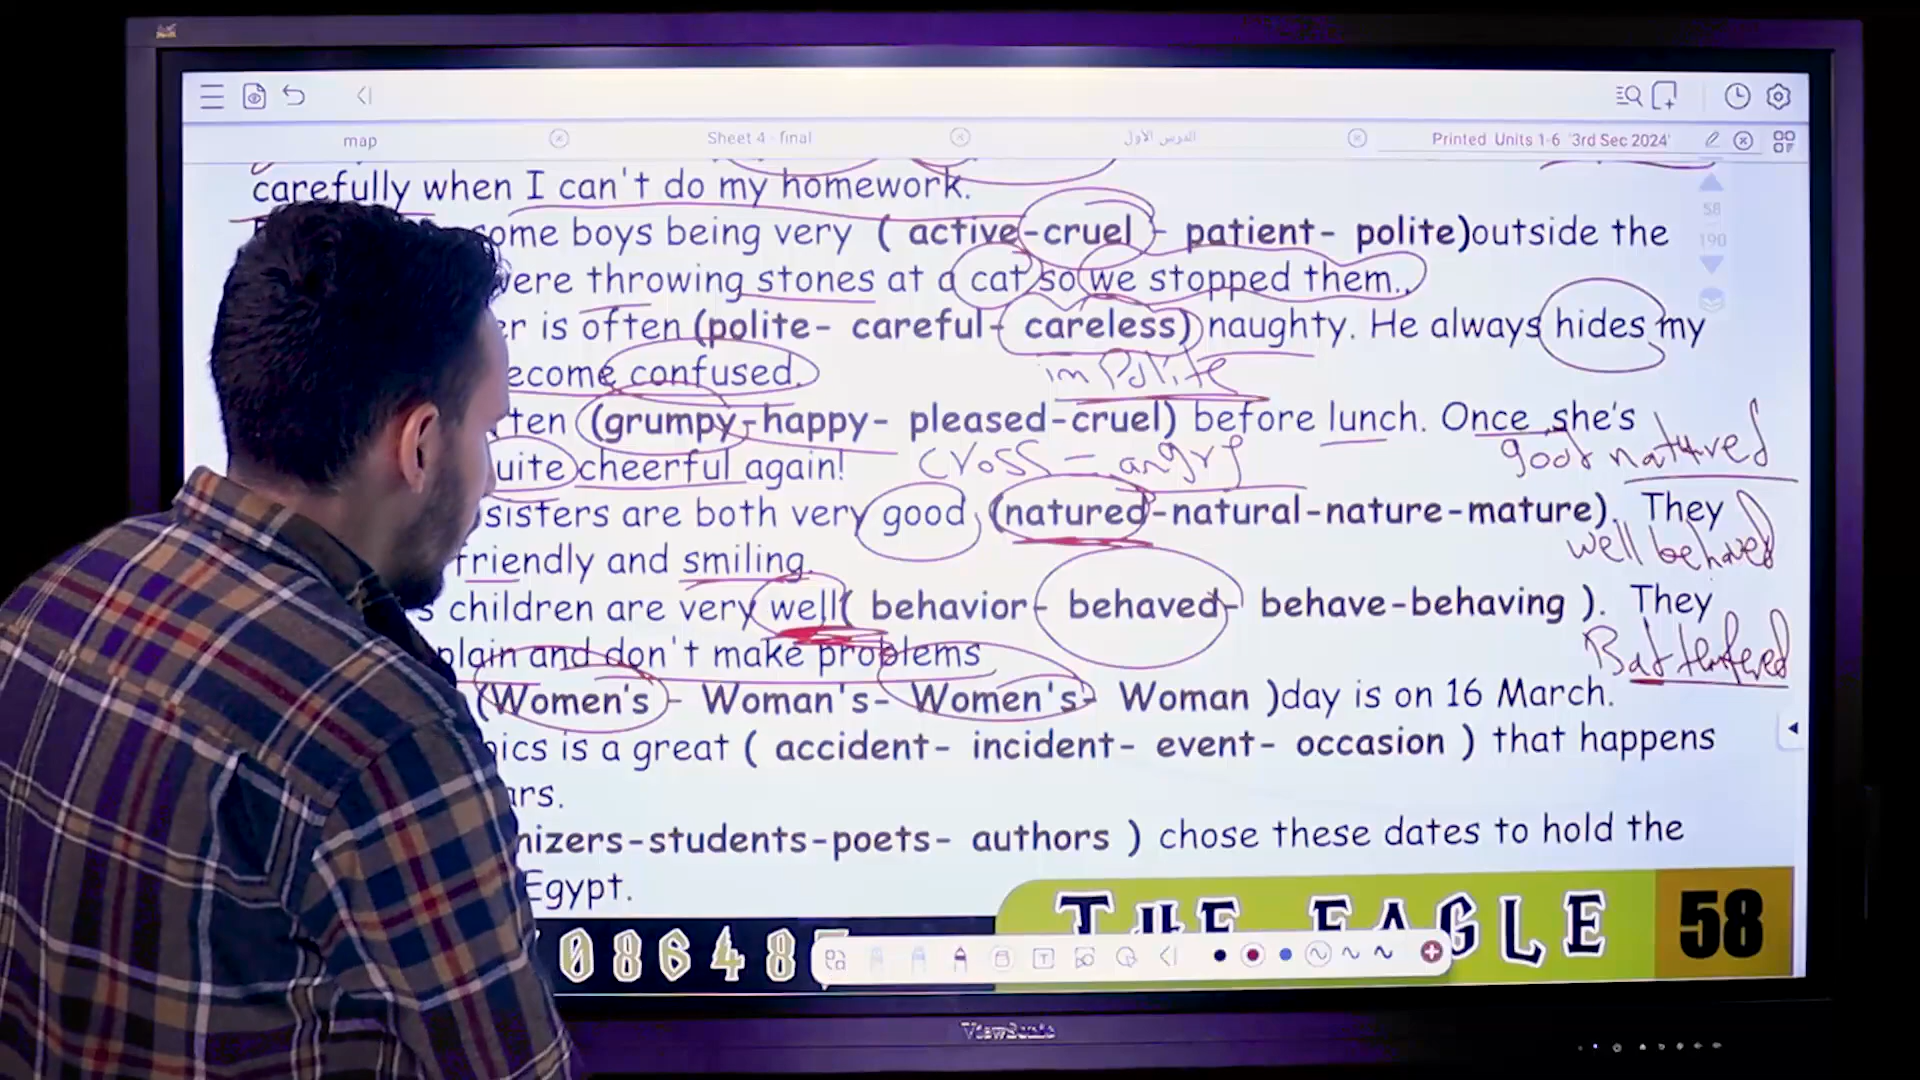 map
Sheet 4 - final
الدرس الاول
Printed Units 1-6 '3rd Sec 2024'
carefully when I can't do my homework.
ome boys being very ( active-cruel - patient- polite)outside the
58
190
were throwing stones at a cat so we stopped them..
er is often (polite- careful- careless) naughty. He always hides my
ecome confused.
impolite
ten (grumpy-happy- pleased-cruel) before lunch. Once she's
good natured
uite cheerful again!
cross - angry
sisters are both very good (natured-natural-nature-mature). They
well behaved
friendly and smiling.
s children are very well( behavior- behaved- behave-behaving ). They
plain and don't make problems
(Women's - Woman's- Women's- Woman )day is on 16 March.
pics is a great ( accident- incident- event- occasion ) that happens
ars.
nizers-students-poets- authors ) chose these dates to hold the
Egypt.
08648
THE EAGLE
58
ViewSonic